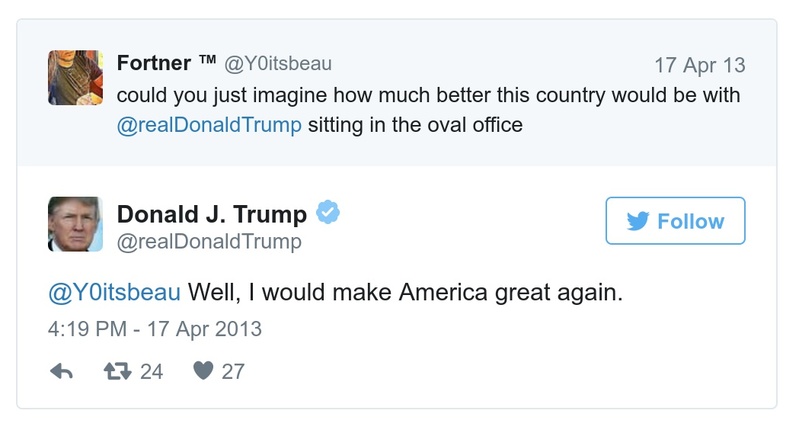 Fortner ™ @Y0itsbeau 17 Apr 13
could you just imagine how much better this country would be with
@realDonaldTrump sitting in the oval office
Donald J. Trump
@realDonaldTrump
Follow
@Y0itsbeau Well, I would make America great again.
4:19 PM - 17 Apr 2013
24 27